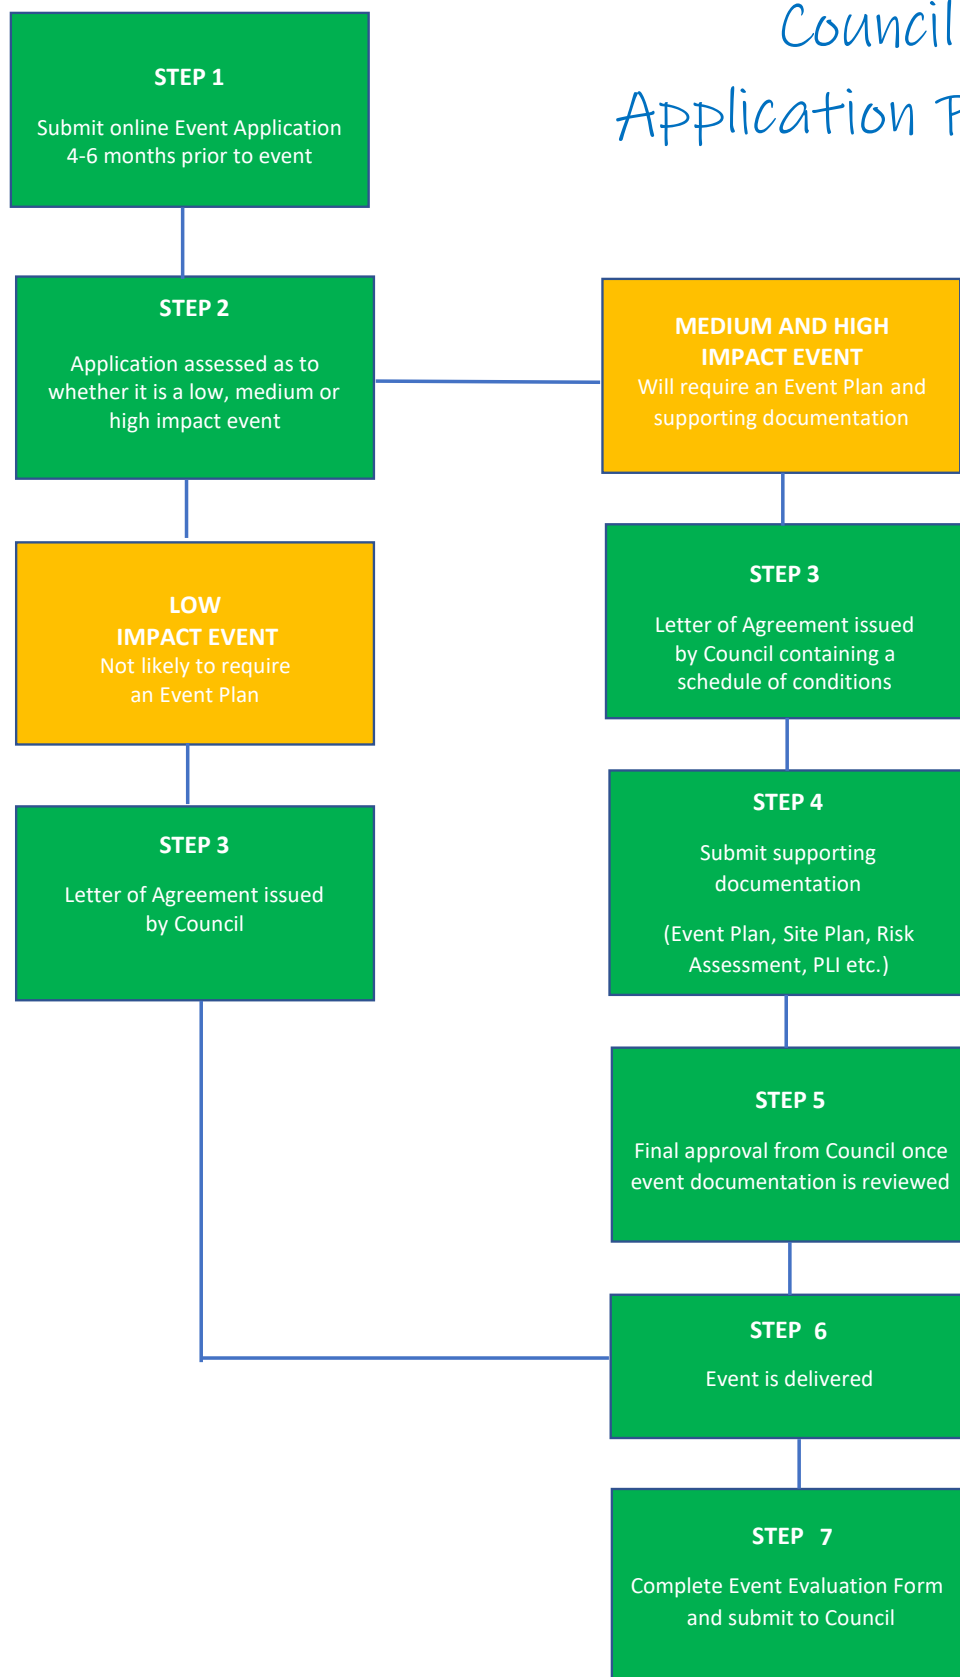 Council
Application P
STEP 1
Submit online Event Application
4-6 months prior to event
STEP 2
Application assessed as to
whether it is a low, medium or
high impact event
MEDIUM AND HIGH
IMPACT EVENT
Will require an Event Plan and
supporting documentation
LOW
IMPACT EVENT
Not likely to require
an Event Plan
STEP 3
Letter of Agreement issued
by Council
STEP 3
Letter of Agreement issued
by Council containing a
schedule of conditions
STEP 4
Submit supporting
documentation
(Event Plan, Site Plan, Risk
Assessment, PLI etc.)
STEP 5
Final approval from Council once
event documentation is reviewed
STEP 6
Event is delivered
STEP 7
Complete Event Evaluation Form
and submit to Council